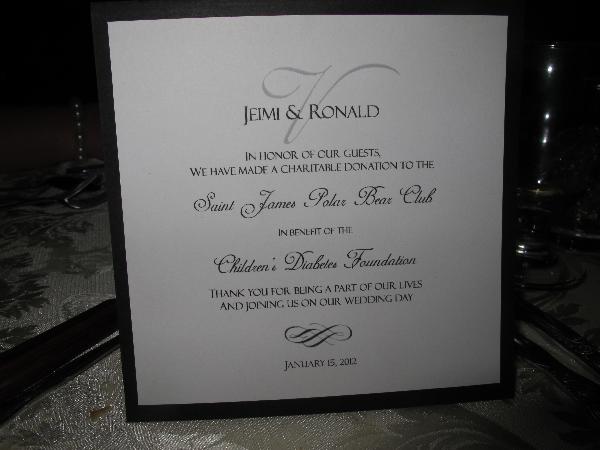 V
JEIMI & RONALD
IN HONOR OF OUR GUESTS,
WE HAVE MADE A CHARITABLE DONATION TO THE
Saint James Polar Bear Club
IN BENEFIT OF THE
Children's Diabetes Foundation
THANK YOU FOR BEING A PART OF OUR LIVES
AND JOINING US ON OUR WEDDING DAY
JANUARY 15, 2012